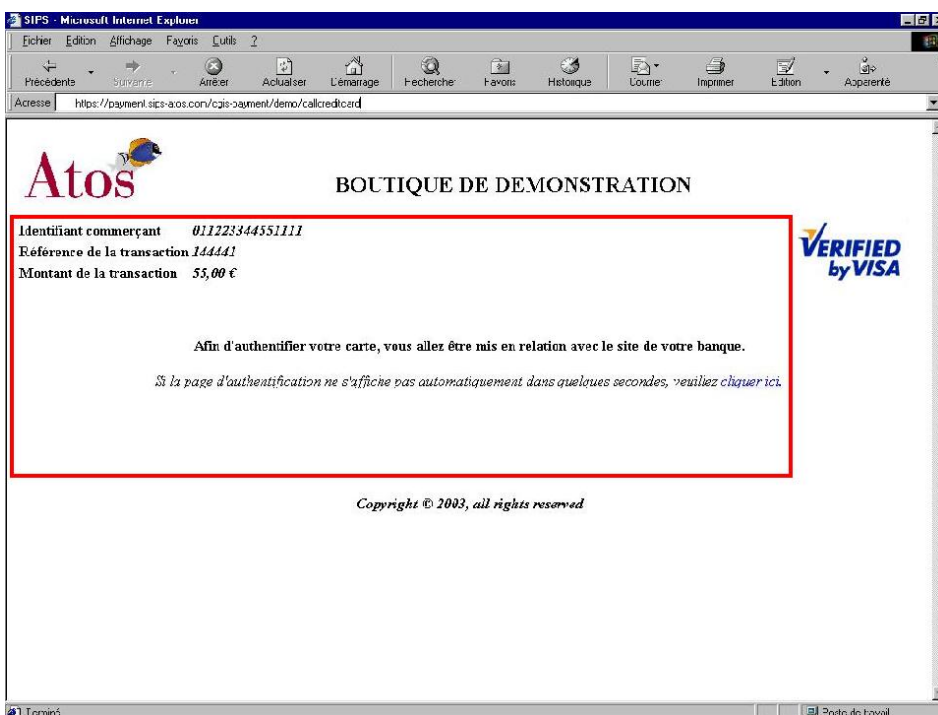 SIPS - Microsoft Internet Explorer
Fichier Edition Affichage Favoris Outils ?
Précédente Suivante Arrêter Actualiser Démarrage Rechercher Favoris Historique Courrier Imprimer Edition Apparenté
Adresse https://payment.sips-atos.com/cgis-payment/demo/callcreditcard
Atos
BOUTIQUE DE DEMONSTRATION
Identifiant commerçant 011223344551111
Référence de la transaction 144441
Montant de la transaction 55,00 €
VERIFIED
by VISA
Afin d'authentifier votre carte, vous allez être mis en relation avec le site de votre banque.
Si la page d'authentification ne s'affiche pas automatiquement dans quelques secondes, veuillez cliquer ici.
Copyright © 2003, all rights reserved
Terminé
Poste de travail